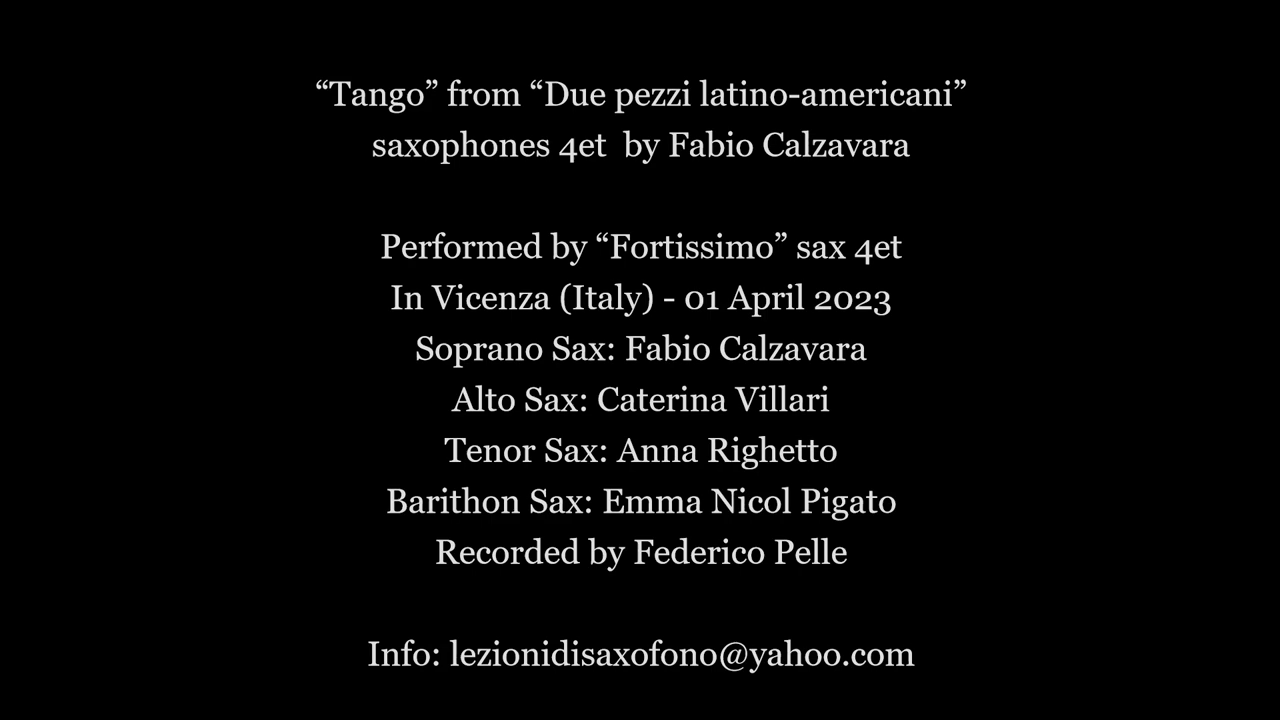 “Tango” from “Due pezzi latino-americani”
saxophones 4et  by Fabio Calzavara
Performed by “Fortissimo” sax 4et
In Vicenza (Italy) - 01 April 2023
Soprano Sax: Fabio Calzavara
Alto Sax: Caterina Villari
Tenor Sax: Anna Righetto
Barithon Sax: Emma Nicol Pigato
Recorded by Federico Pelle
Info: lezionidisaxofono@yahoo.com